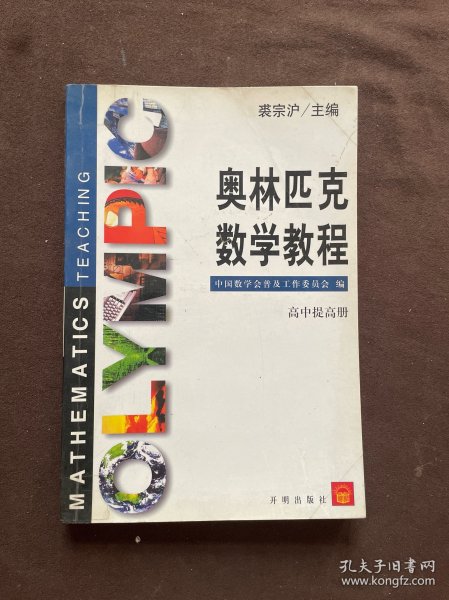 裘宗沪/主编
奥林匹克
数学教程
中国数学会普及工作委员会 编
高中提高册
MATHEMATICS TEACHING
OLYMPIC
开明出版社
孔夫子旧书网
www.kongfz.com